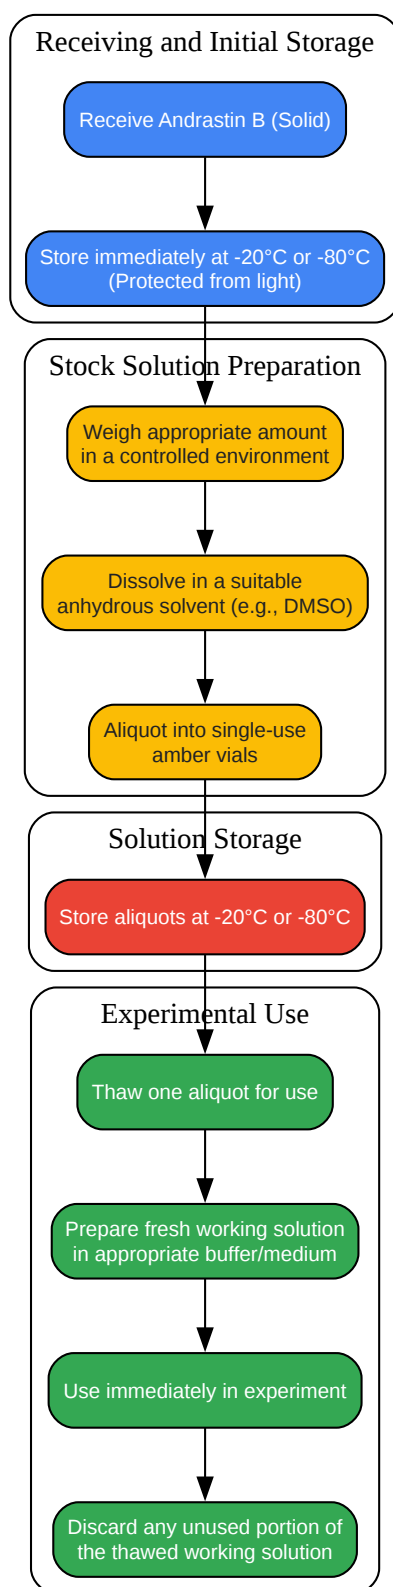 Receiving and Initial Storage
Receive Andrastin B (Solid)
Store immediately at -20°C or -80°C
(Protected from light)
Stock Solution Preparation
Weigh appropriate amount
in a controlled environment
Dissolve in a suitable
anhydrous solvent (e.g., DMSO)
Aliquot into single-use
amber vials
Solution Storage
Store aliquots at -20°C or -80°C
Experimental Use
Thaw one aliquot for use
Prepare fresh working solution
in appropriate buffer/medium
Use immediately in experiment
Discard any unused portion of
the thawed working solution